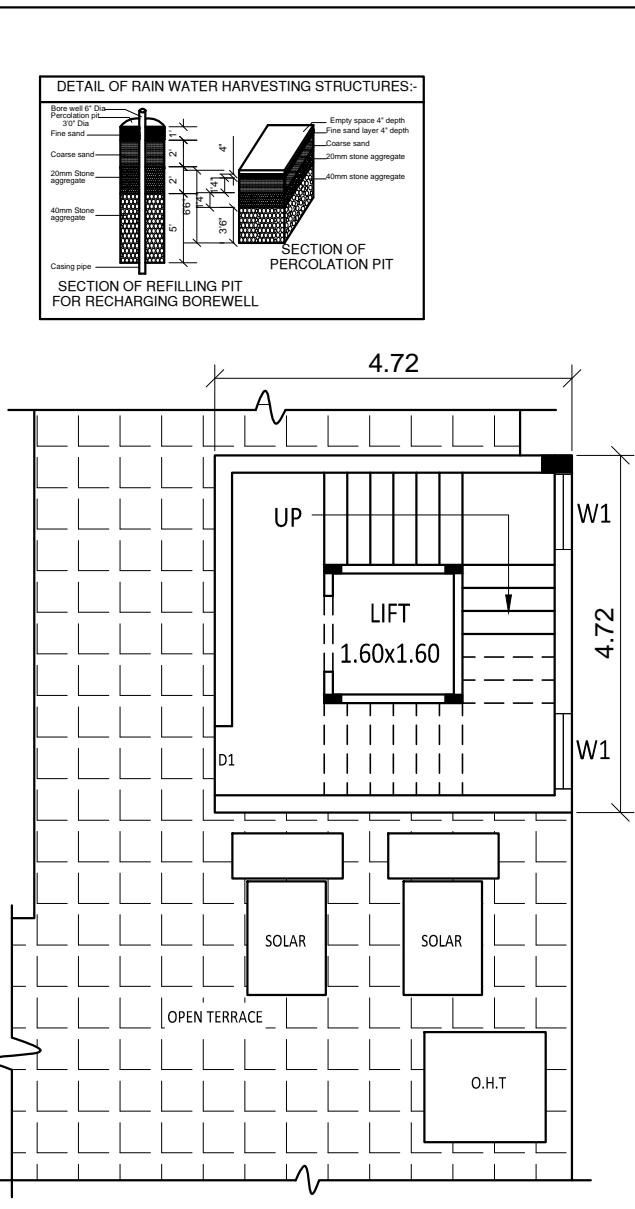 DETAIL OF RAIN WATER HARVESTING STRUCTURES:-
Bore well 6" Dia
Percolation pit
3'0" Dia
Fine sand
Coarse sand
20mm Stone
aggregate
40mm Stone
aggregate
Casing pipe
1'
2'
2'
5'
6'6"
1'4"
1'4"
4"
3'6"
Empty space 4" depth
Fine sand layer 4" depth
Coarse sand
20mm stone aggregate
40mm stone aggregate
SECTION OF
PERCOLATION PIT
SECTION OF REFILLING PIT
FOR RECHARGING BOREWELL
4.72
UP
W1
LIFT
1.60x1.60
4.72
W1
D1
SOLAR
SOLAR
OPEN TERRACE
O.H.T